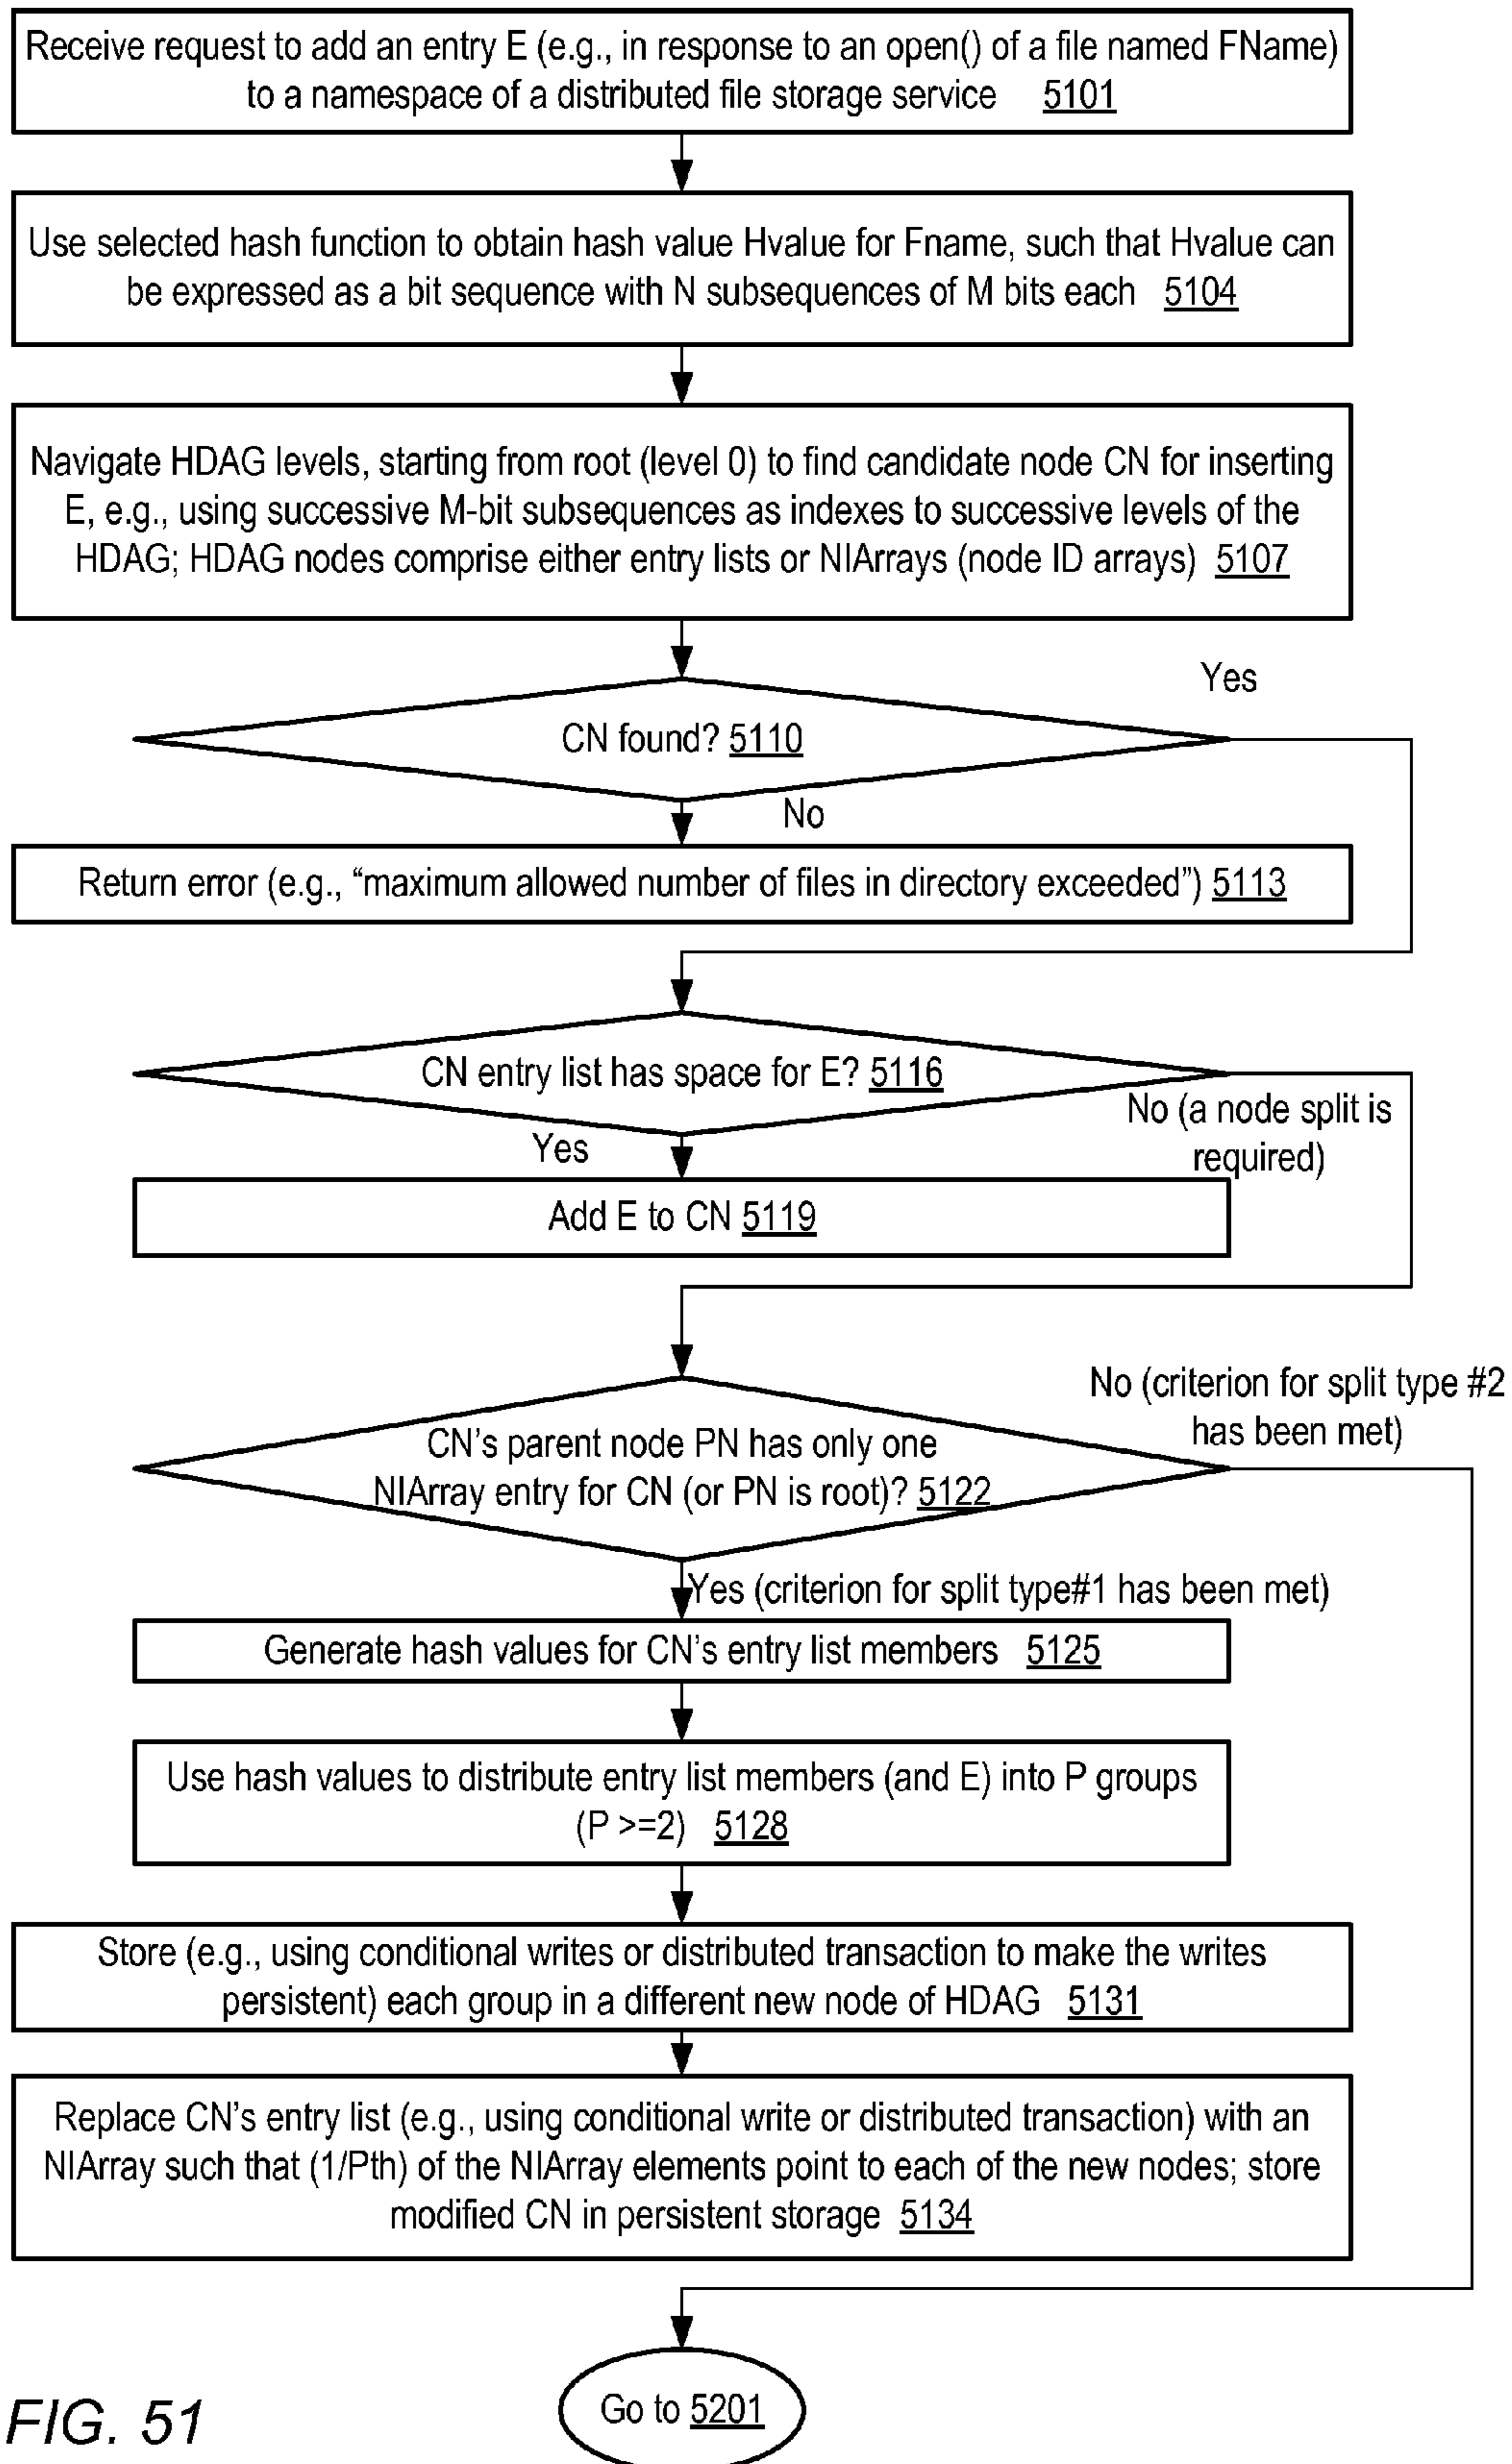 Receive request to add an entry E (e.g., in response to an open() of a file named FName)
to a namespace of a distributed file storage service 5101
Use selected hash function to obtain hash value Hvalue for Fname, such that Hvalue can
be expressed as a bit sequence with N subsequences of M bits each 5104
Navigate HDAG levels, starting from root (level 0) to find candidate node CN for inserting
E, e.g., using successive M-bit subsequences as indexes to successive levels of the
HDAG; HDAG nodes comprise either entry lists or NIArrays (node ID arrays) 5107
Yes
CN found? 5110
No
Return error (e.g., “maximum allowed number of files in directory exceeded”) 5113
CN entry list has space for E? 5116
No (a node split is
required)
Yes
Add E to CN 5119
No (criterion for split type #2
has been met)
CN’s parent node PN has only one
NIArray entry for CN (or PN is root)? 5122
Yes (criterion for split type#1 has been met)
Generate hash values for CN’s entry list members 5125
Use hash values to distribute entry list members (and E) into P groups
(P >=2) 5128
Store (e.g., using conditional writes or distributed transaction to make the writes
persistent) each group in a different new node of HDAG 5131
Replace CN’s entry list (e.g., using conditional write or distributed transaction) with an
NIArray such that (1/Pth) of the NIArray elements point to each of the new nodes; store
modified CN in persistent storage 5134
Go to 5201
FIG. 51